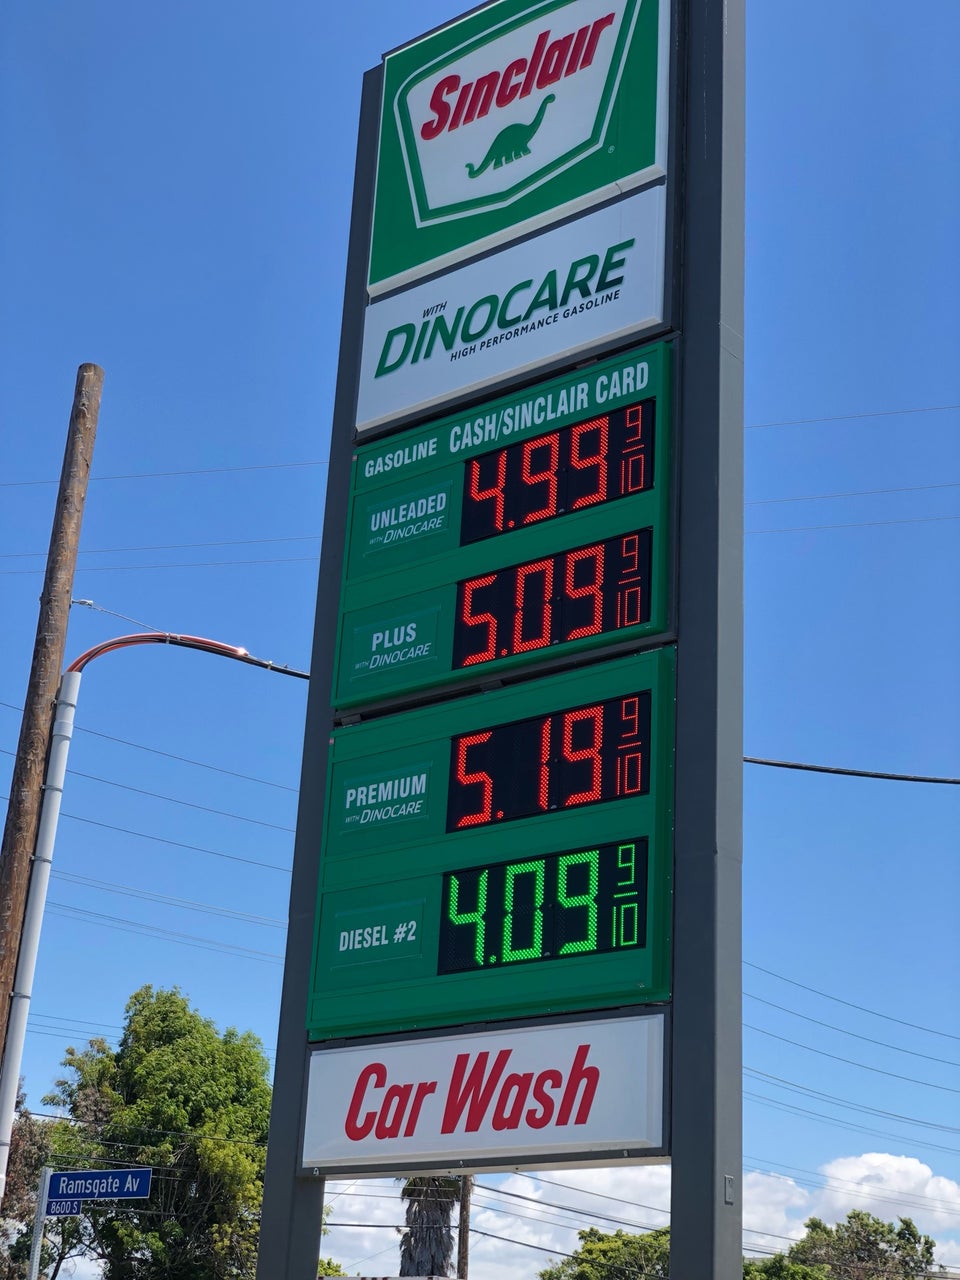 Sinclair
®
WITH
DINOCARE
HIGH PERFORMANCE GASOLINE
GASOLINE CASH/SINCLAIR CARD
UNLEADED
WITH DINOCARE
4.99 9/10
PLUS
WITH DINOCARE
5.09 9/10
PREMIUM
WITH DINOCARE
5.19 9/10
DIESEL #2
4.09 9/10
Car Wash
Ramsgate Av
8600 S